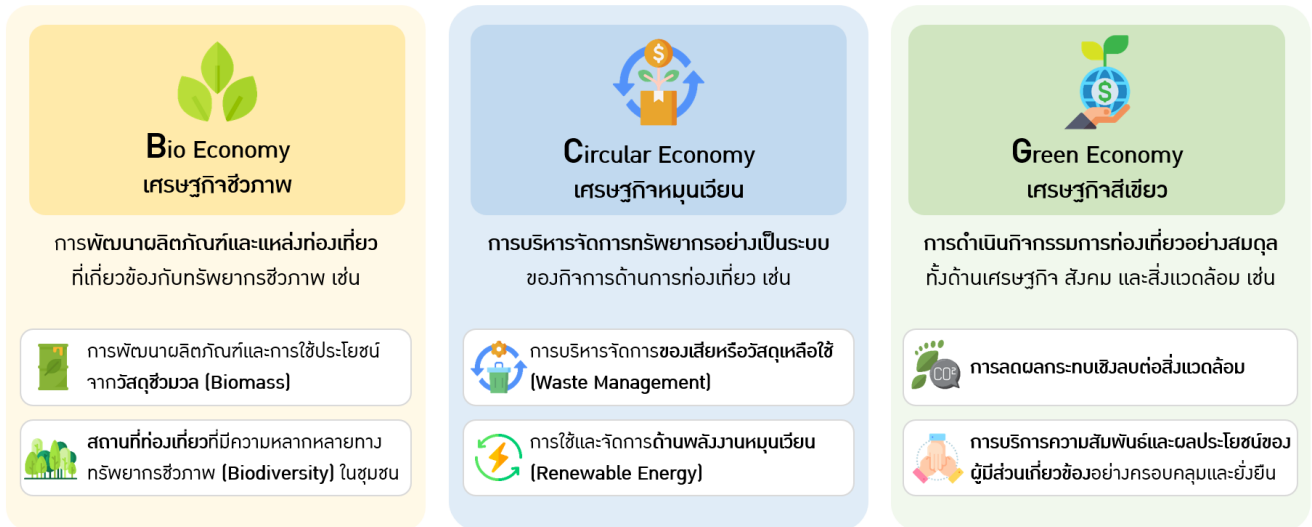 Bio Economy
เศรษฐกิจชีวภาพ
การพัฒนาผลิตภัณฑ์และแหล่งท่องเที่ยว
ที่เกี่ยวข้องกับทรัพยากรชีวภาพ เช่น
การพัฒนาผลิตภัณฑ์และการใช้ประโยชน์
จากวัสดุชีวมวล (Biomass)
สถานที่ท่องเที่ยวที่มีความหลากหลายทาง
ทรัพยากรชีวภาพ (Biodiversity) ในชุมชน
Circular Economy
เศรษฐกิจหมุนเวียน
การบริหารจัดการทรัพยากรอย่างเป็นระบบ
ของกิจการด้านการท่องเที่ยว เช่น
การบริหารจัดการของเสียหรือวัสดุเหลือใช้
(Waste Management)
การใช้และจัดการด้านพลังงานหมุนเวียน
(Renewable Energy)
Green Economy
เศรษฐกิจสีเขียว
การดำเนินกิจกรรมการท่องเที่ยวอย่างสมดุล
ทั้งด้านเศรษฐกิจ สังคม และสิ่งแวดล้อม เช่น
CO²
การลดผลกระทบเชิงลบต่อสิ่งแวดล้อม
การบริการความสัมพันธ์และผลประโยชน์ของ
ผู้มีส่วนเกี่ยวข้องอย่างครอบคลุมและยั่งยืน